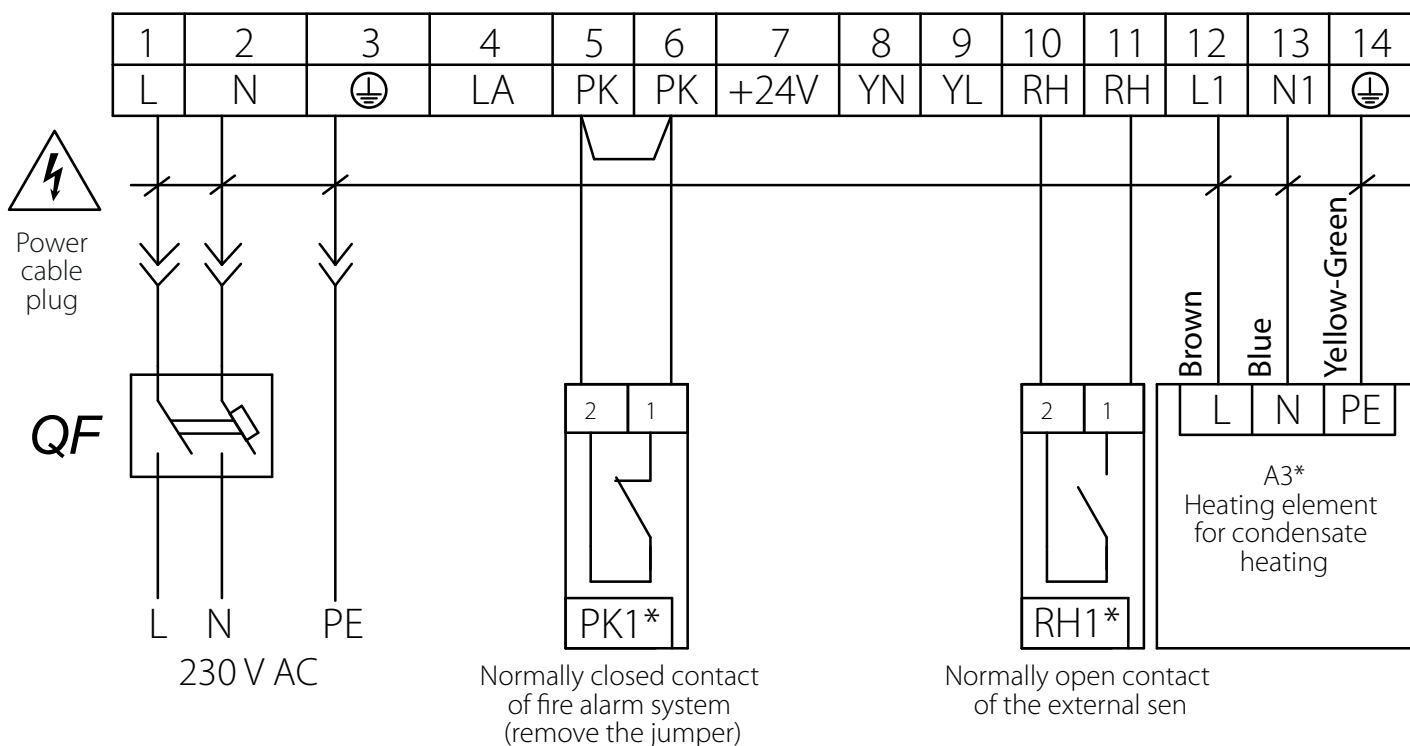 1 2 3 4 5 6 7 8 9 10 11 12 13 14
L N LA PK PK +24V YN YL RH RH L1 N1
Power
cable
plug
Brown
Blue
Yellow-Green
QF
2 1
2 1
L N PE
A3*
Heating element
for condensate
heating
L N PE
230 V AC
PK1*
RH1*
Normally closed contact
of fire alarm system
(remove the jumper)
Normally open contact
of the external sen